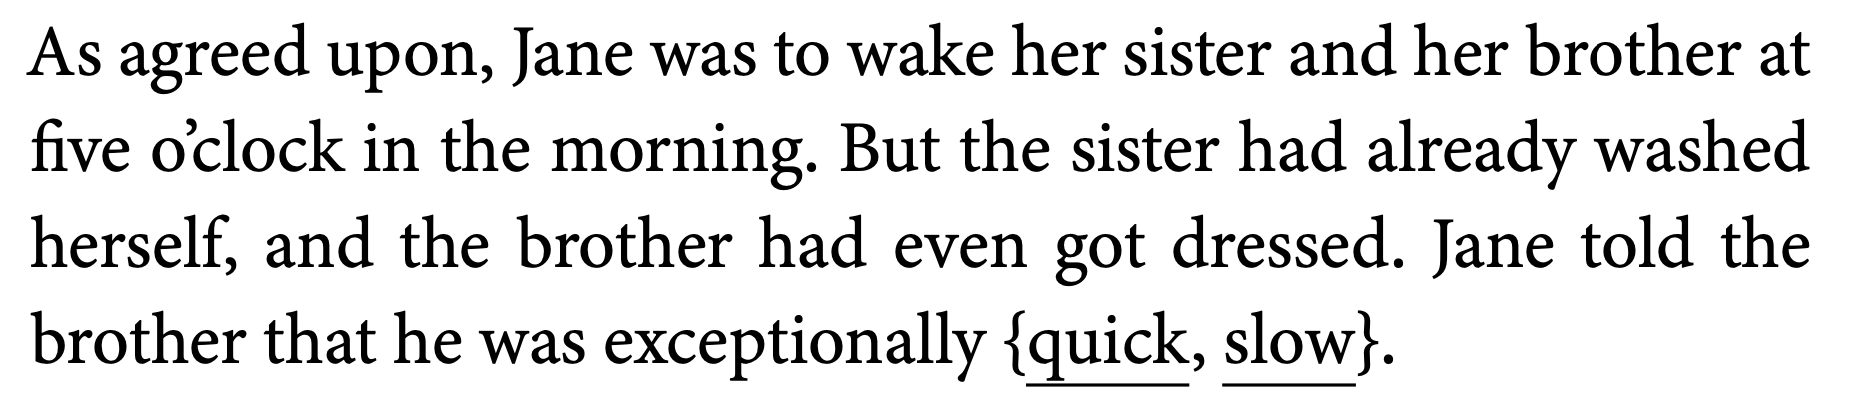 As agreed upon, Jane was to wake her sister and her brother at
five o’clock in the morning. But the sister had already washed
herself, and the brother had even got dressed. Jane told the
brother that he was exceptionally {quick, slow}.